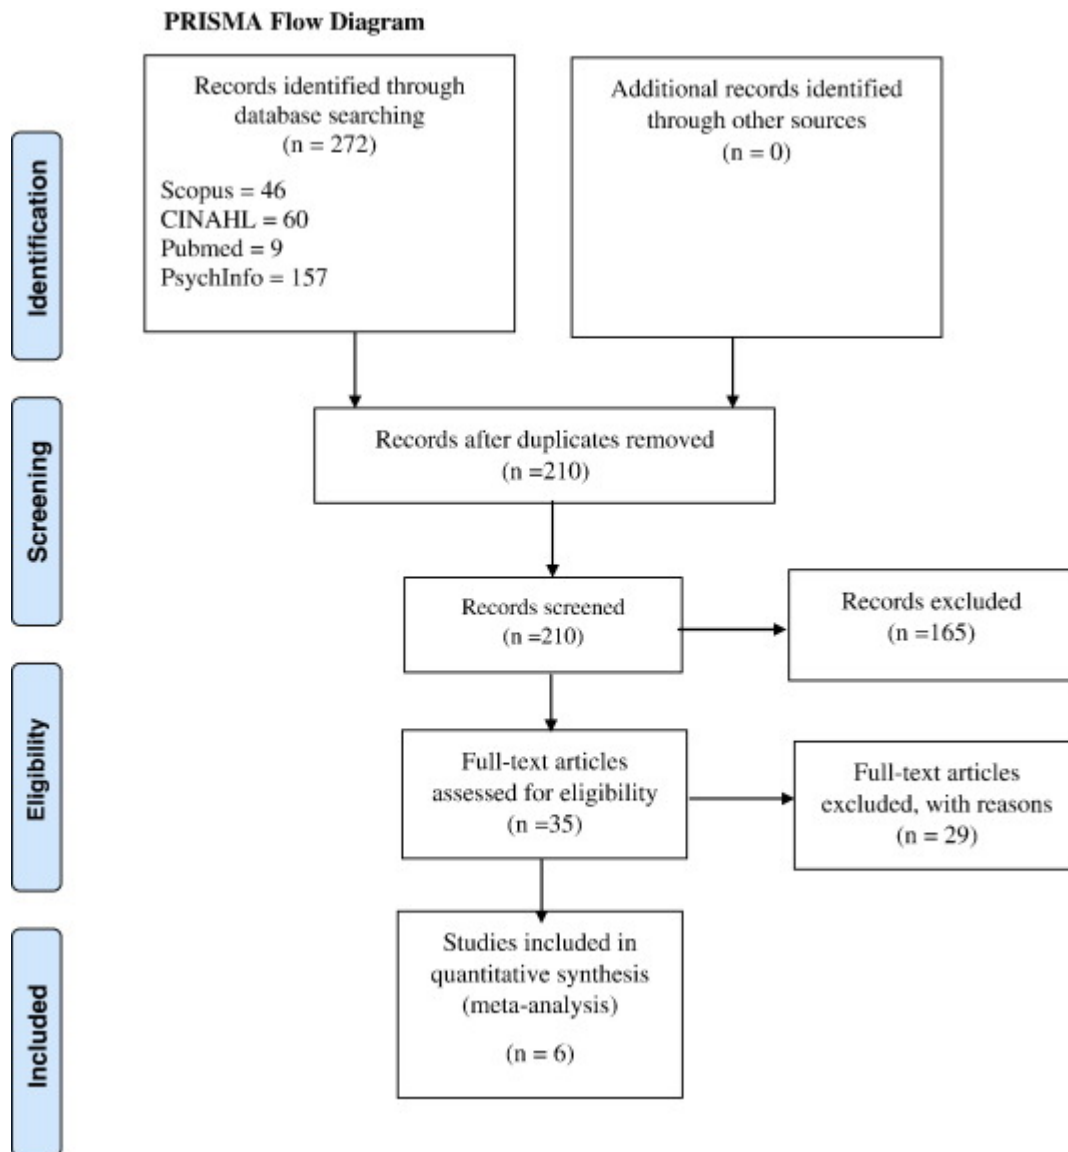 PRISMA Flow Diagram
Identification
Records identified through
database searching
(n = 272)
Scopus = 46
CINAHL = 60
Pubmed = 9
PsychInfo = 157
Additional records identified
through other sources
(n = 0)
Screening
Records after duplicates removed
(n =210)
Records screened
(n =210)
Records excluded
(n =165)
Eligibility
Full-text articles
assessed for eligibility
(n =35)
Full-text articles
excluded, with reasons
(n = 29)
Included
Studies included in
quantitative synthesis
(meta-analysis)
(n = 6)